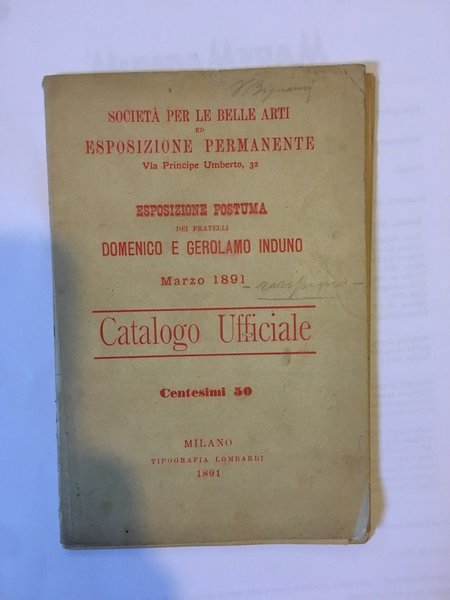 SOCIETÀ PER LE BELLE ARTI
ED
ESPOSIZIONE PERMANENTE
Via Principe Umberto, 32
ESPOSIZIONE POSTUMA
DEI FRATELLI
DOMENICO E GEROLAMO INDUNO
Marzo 1891
- rarissimo -
Catalogo Ufficiale
Centesimi 50
MILANO
TIPOGRAFIA LOMBARDI
1891